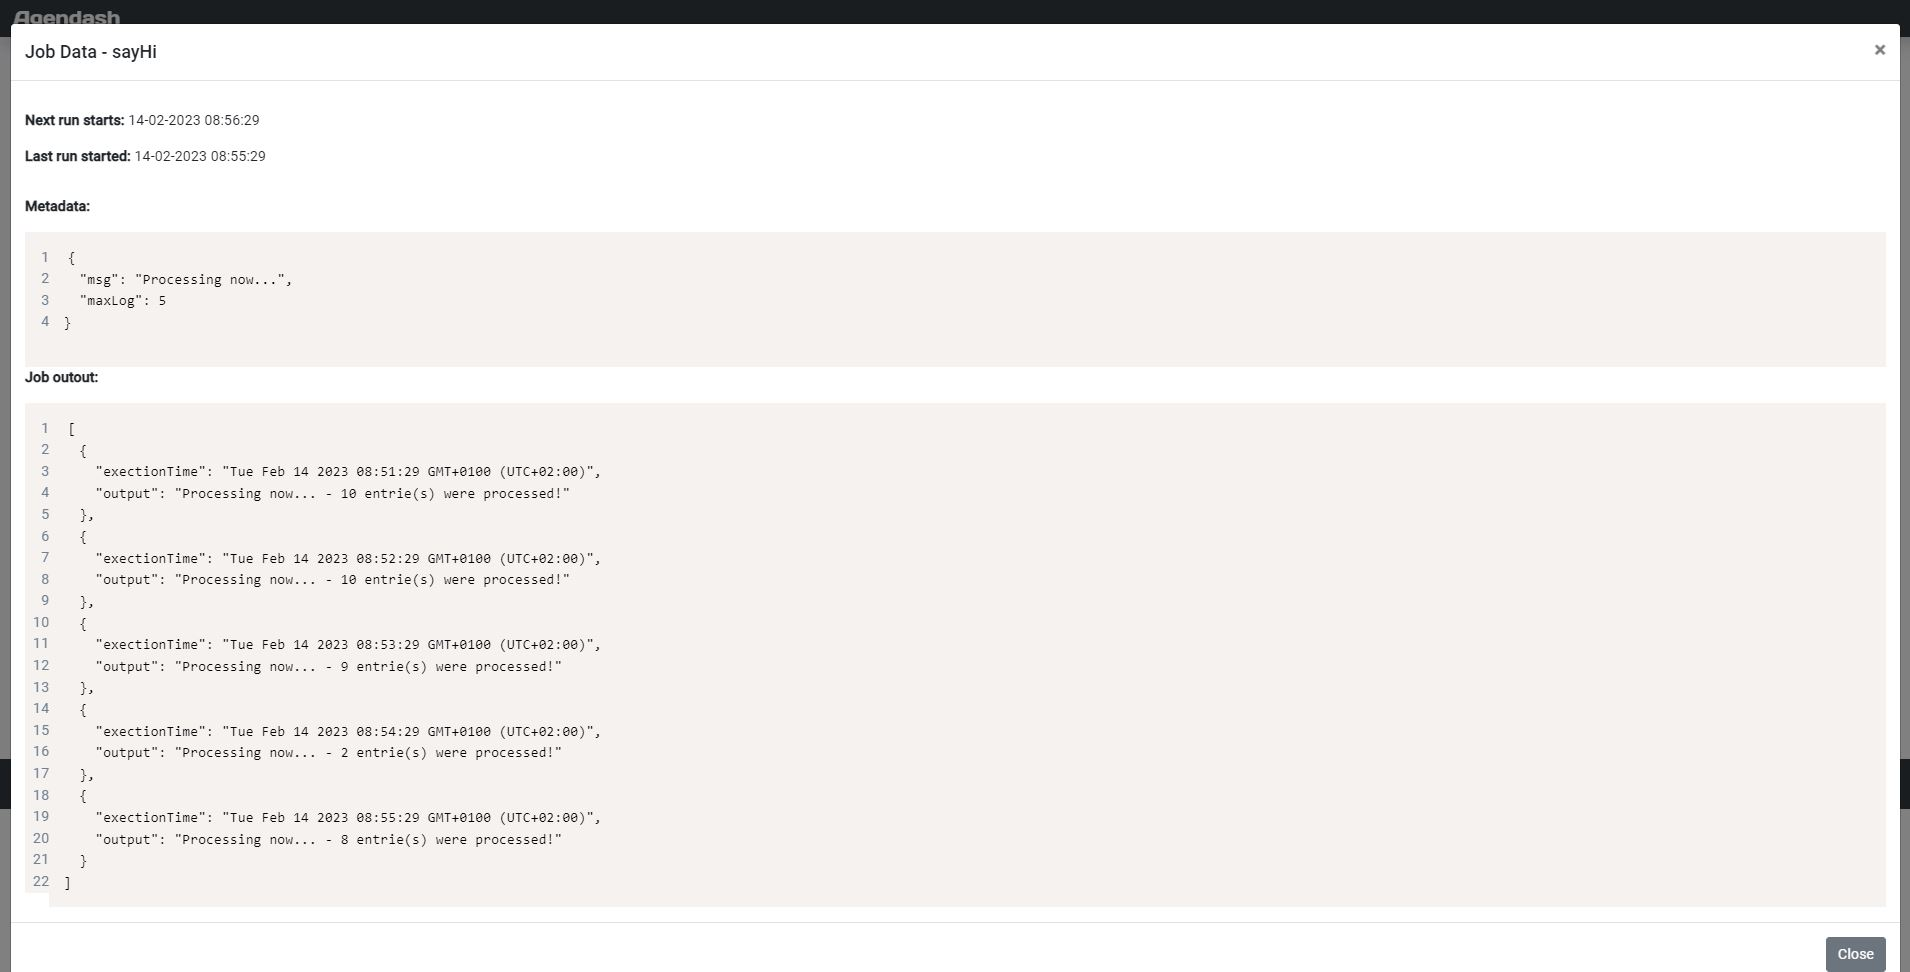 Agendash
Job Data - sayHi
×
Next run starts: 14-02-2023 08:56:29
Last run started: 14-02-2023 08:55:29
Metadata:
1 {
2 "msg": "Processing now...",
3 "maxLog": 5
4 }
Job outout:
1 [
2 {
3 "exectionTime": "Tue Feb 14 2023 08:51:29 GMT+0100 (UTC+02:00)",
4 "output": "Processing now... - 10 entrie(s) were processed!"
5 },
6 {
7 "exectionTime": "Tue Feb 14 2023 08:52:29 GMT+0100 (UTC+02:00)",
8 "output": "Processing now... - 10 entrie(s) were processed!"
9 },
10 {
11 "exectionTime": "Tue Feb 14 2023 08:53:29 GMT+0100 (UTC+02:00)",
12 "output": "Processing now... - 9 entrie(s) were processed!"
13 },
14 {
15 "exectionTime": "Tue Feb 14 2023 08:54:29 GMT+0100 (UTC+02:00)",
16 "output": "Processing now... - 2 entrie(s) were processed!"
17 },
18 {
19 "exectionTime": "Tue Feb 14 2023 08:55:29 GMT+0100 (UTC+02:00)",
20 "output": "Processing now... - 8 entrie(s) were processed!"
21 }
22 ]
Close